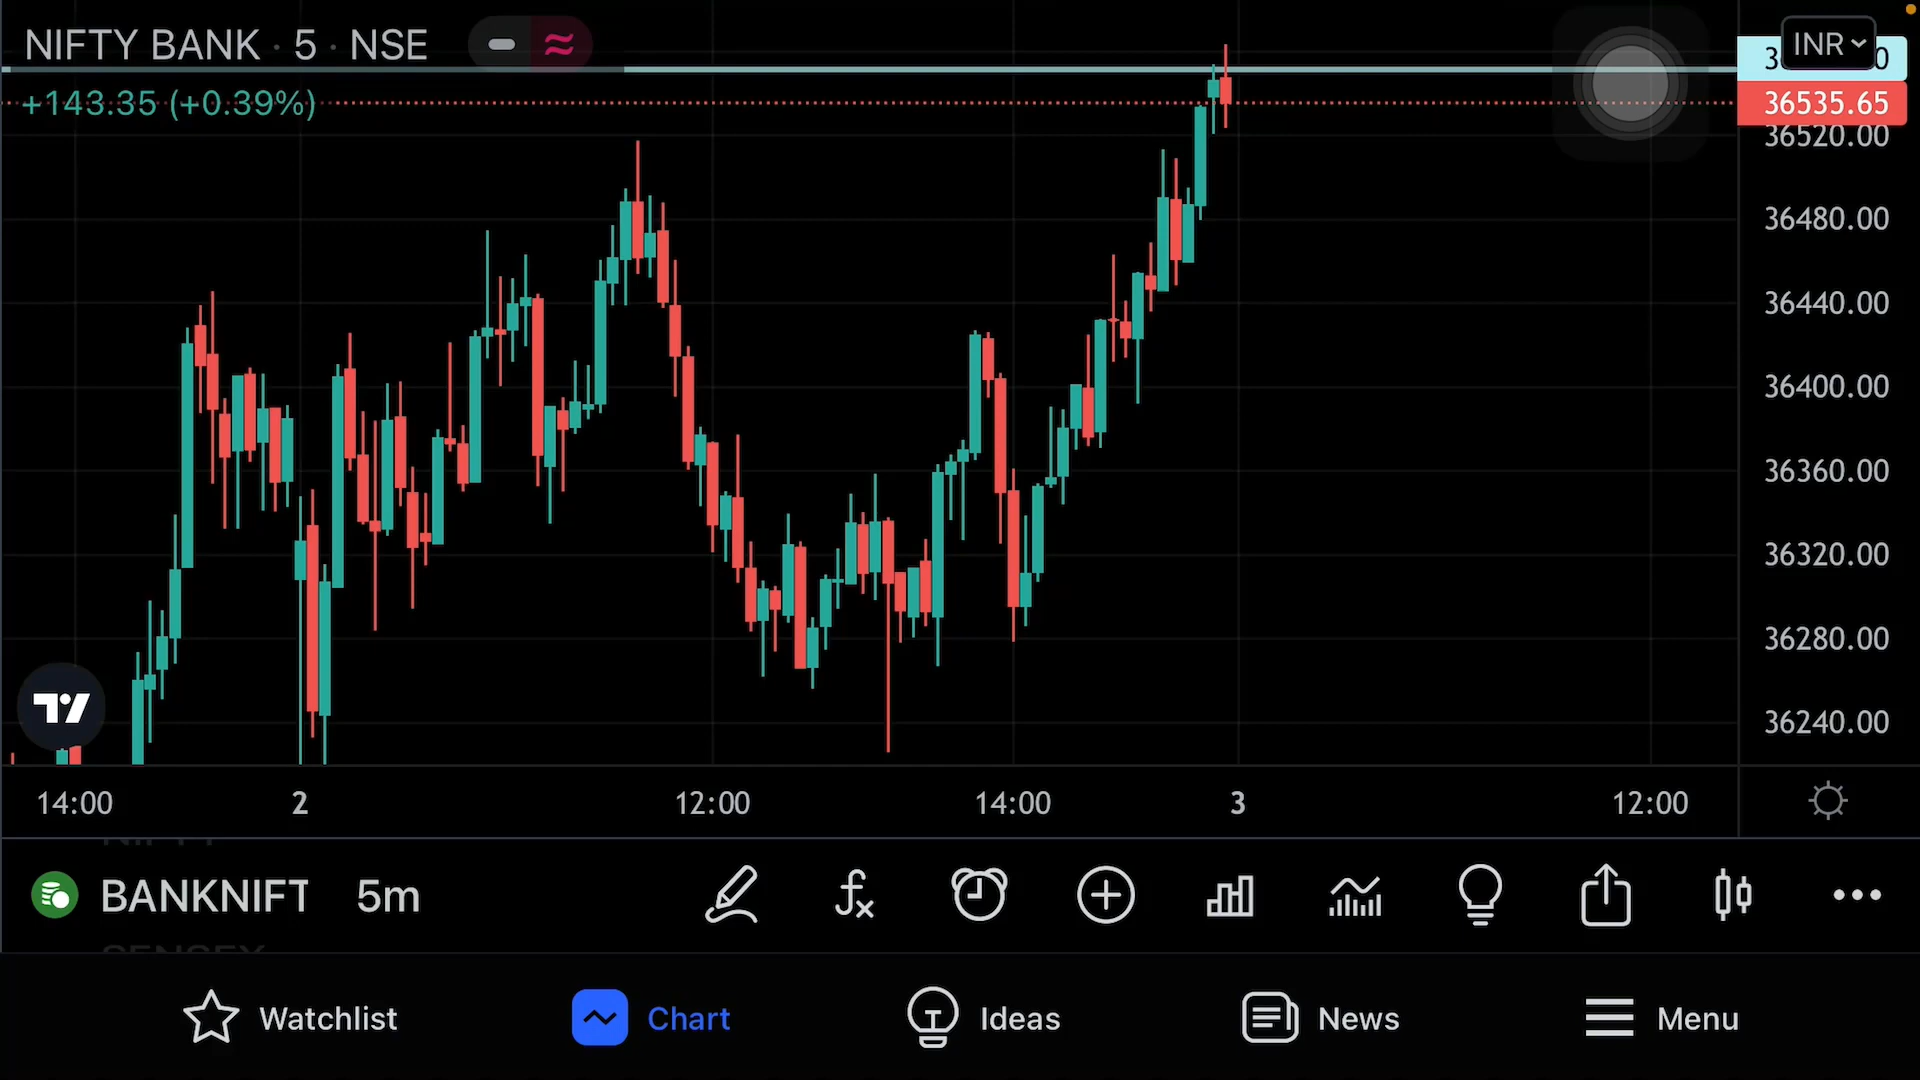 NIFTY BANK · 5 · NSE
INR
+143.35 (+0.39%)
36535.65
36520.00
36480.00
36440.00
36400.00
36360.00
36320.00
36280.00
36240.00
14:00 2 12:00 14:00 3 12:00
BANKNIFT 5m
Watchlist Chart Ideas News Menu